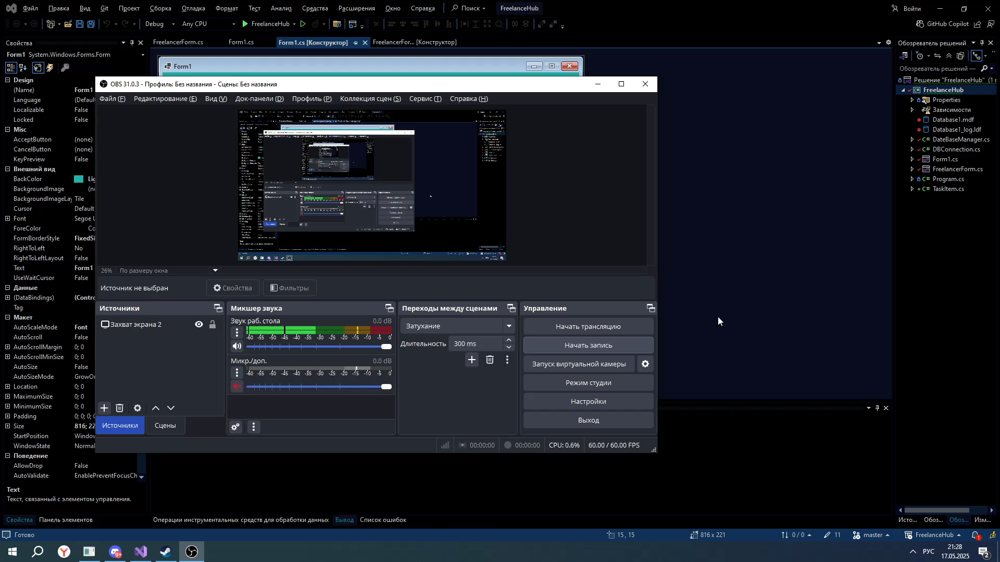 Файл Правка Вид Git Проект Сборка Отладка Формат Тест Анализ Средства Расширения Окно Справка Поиск FreelanceHub Войти
Debug Any CPU FreelanceHub GitHub Copilot
Свойства
Form1 System.Windows.Forms.Form
Design
(Name) Form1
Language (Defaul
Localizable False
Locked False
Misc
AcceptButton (none)
CancelButton (none)
KeyPreview False
Внешний вид
BackColor Lig
BackgroundImage (no
BackgroundImageLay Tile
Cursor Default
Font Segoe U
ForeColor Co
FormBorderStyle FixedSi
RightToLeft No
RightToLeftLayout False
Text Form1
UseWaitCursor False
Данные
(DataBindings) (Contro
Tag
Макет
AutoScaleMode Font
AutoScroll False
AutoScrollMargin 0; 0
AutoScrollMinSize 0; 0
AutoSize False
AutoSizeMode GrowOn
Location 0; 0
MaximumSize 0; 0
MinimumSize 0; 0
Padding 0; 0; 0; 0
Size 816; 22
StartPosition Window
WindowState Normal
Поведение
AllowDrop False
AutoValidate EnablePreventFocusCh
Text
Текст, связанный с элементом управления.
Свойства Панель элементов
FreelancerForm.cs Form1.cs Form1.cs [Конструктор] FreelancerFor... [Конструктор]
Form1
OBS 31.0.3 - Профиль: Без названия - Сцены: Без названия
Файл (F) Редактирование (E) Вид (V) Док-панели (D) Профиль (P) Коллекция сцен (S) Сервис (T) Справка (H)
26% По размеру окна
Источник не выбран Свойства Фильтры
Источники
Захват экрана 2
Источники Сцены
Микшер звука
Звук раб. стола 0.0 dB
-60 -55 -50 -45 -40 -35 -30 -25 -20 -15 -10 -5 0
Микр./доп. 0.0 dB
-60 -55 -50 -45 -40 -35 -30 -25 -20 -15 -10 -5 0
Переходы между сценами
Затухание
Длительность 300 ms
Управление
Начать трансляцию
Начать запись
Запуск виртуальной камеры
Режим студии
Настройки
Выход
00:00:00 00:00:00 CPU: 0.6% 60.00 / 60.00 FPS
Операции инструментальных средств для обработки данных Вывод Список ошибок
Обозреватель решений
Обозреватель решений —
Решение "FreelanceHub" (1
FreelanceHub
Properties
Зависимости
Database1.mdf
Database1_log.ldf
DateBaseManager.cs
DBConnection.cs
Form1.cs
FreelancerForm.cs
Program.cs
TaskItem.cs
Исто... Обоз... Обоз... Изм...
Готово 15 , 15 816 x 221 0 / 0 11 master FreelanceHub 1
9+ РУС 21:28
17.05.2025 2